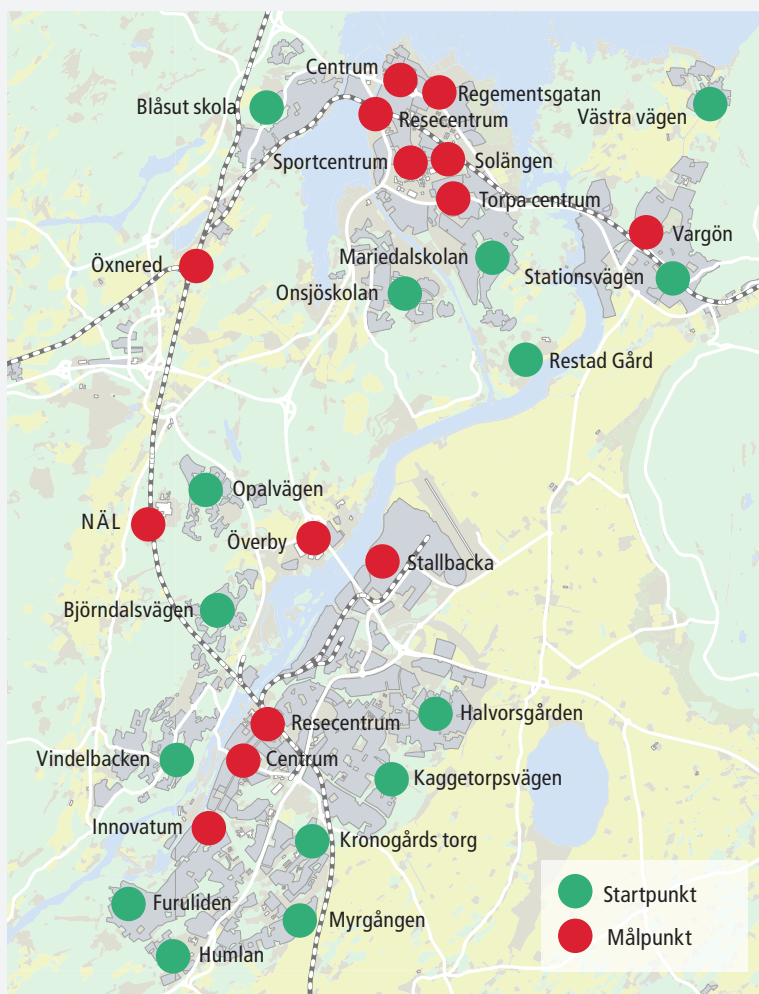 Centrum
Regementsgatan
Blåsut skola
Resecentrum
Västra vägen
Sportcentrum
Solängen
Torpa centrum
Vargön
Mariedalskolan
Öxnered
Stationsvägen
Onsjöskolan
Restad Gård
Opalvägen
NÄL
Överby
Stallbacka
Björndalsvägen
Halvorsgården
Resecentrum
Vindelbacken
Centrum
Kaggetorpsvägen
Innovatum
Kronogårds torg
Furuliden
Startpunkt
Myrgången
Målpunkt
Humlan